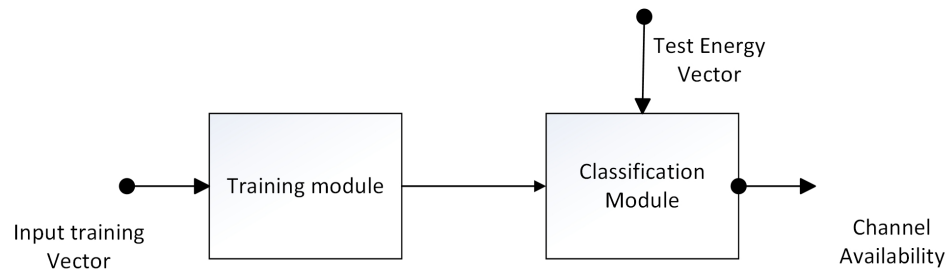 Test Energy
Vector
Training module
Classification
Module
Input training
Vector
Channel
Availability